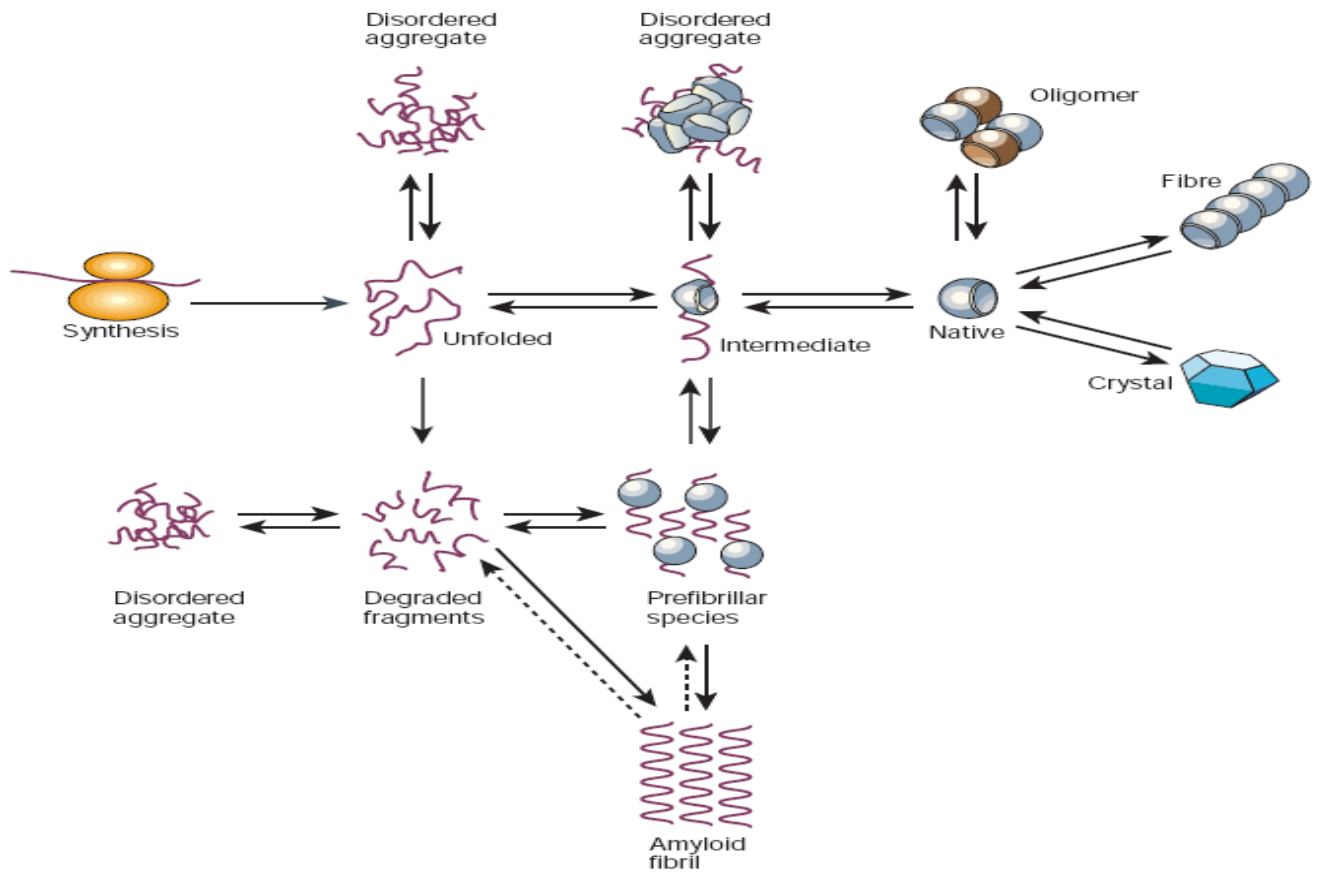 Disordered
aggregate
Disordered
aggregate
Oligomer
Fibre
Synthesis
Unfolded
Intermediate
Native
Crystal
Disordered
aggregate
Degraded
fragments
Prefibrillar
species
Amyloid
fibril